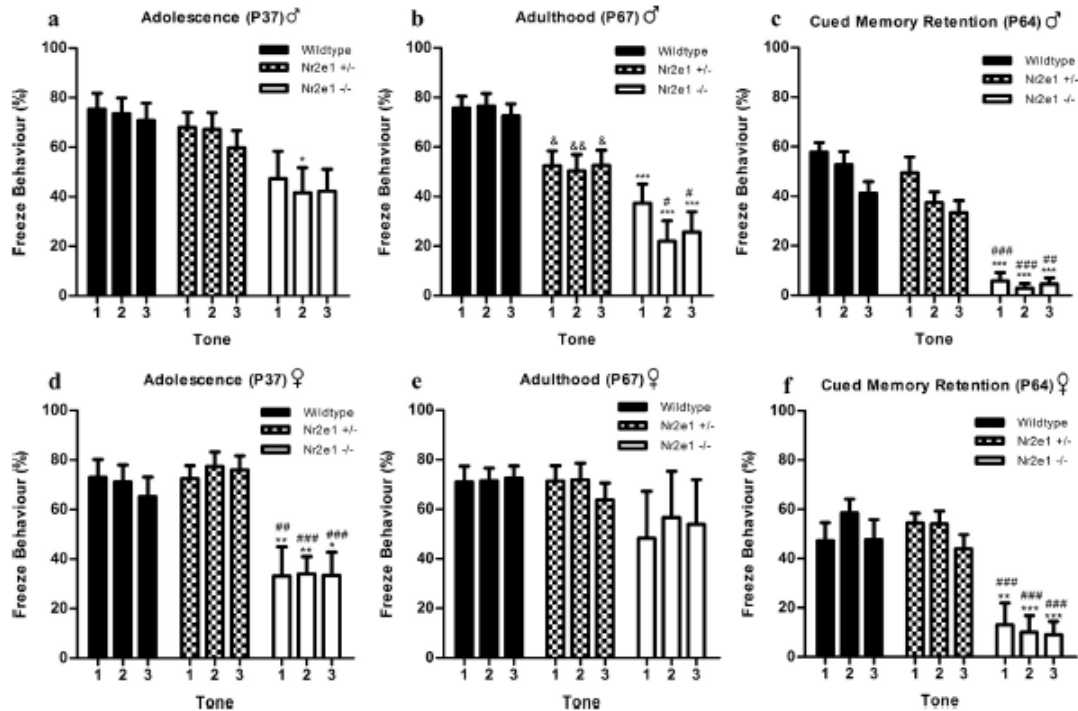 a Adolescence (P37) ♂
Freeze Behaviour (%)
100
80
60
40
20
0
Wildtype
Nr2e1 +/-
Nr2e1 -/-
*
1 2 3 1 2 3 1 2 3
Tone
b Adulthood (P67) ♂
Freeze Behaviour (%)
100
80
60
40
20
0
Wildtype
Nr2e1 +/-
Nr2e1 -/-
& && &
***
# #
*** ***
1 2 3 1 2 3 1 2 3
Tone
c Cued Memory Retention (P64) ♂
Freeze Behaviour (%)
100
80
60
40
20
0
Wildtype
Nr2e1 +/-
Nr2e1 -/-
### ### ##
*** *** ***
1 2 3 1 2 3 1 2 3
Tone
d Adolescence (P37) ♀
Freeze Behaviour (%)
100
80
60
40
20
0
Wildtype
Nr2e1 +/-
Nr2e1 -/-
## ### ###
** ** *
1 2 3 1 2 3 1 2 3
Tone
e Adulthood (P67) ♀
Freeze Behaviour (%)
100
80
60
40
20
0
Wildtype
Nr2e1 +/-
Nr2e1 -/-
1 2 3 1 2 3 1 2 3
Tone
f Cued Memory Retention (P64) ♀
Freeze Behaviour (%)
100
80
60
40
20
0
Wildtype
Nr2e1 +/-
Nr2e1 -/-
### ### ###
** *** ***
1 2 3 1 2 3 1 2 3
Tone